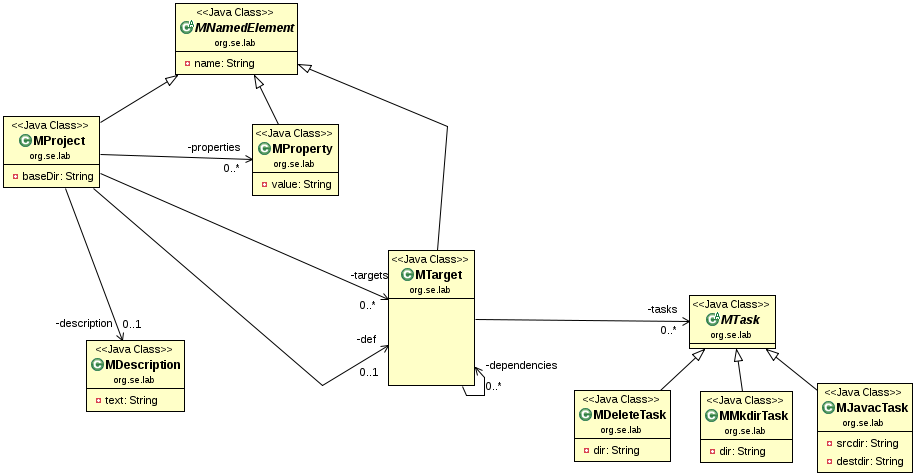 <<Java Class>>
MNamedElement
org.se.lab
name: String
<<Java Class>>
MProject
org.se.lab
baseDir: String
-properties
0..*
<<Java Class>>
MProperty
org.se.lab
value: String
-targets
0..*
-def
0..1
<<Java Class>>
MTarget
org.se.lab
-dependencies
0..*
-tasks
0..*
<<Java Class>>
MTask
org.se.lab
-description
0..1
<<Java Class>>
MDescription
org.se.lab
text: String
<<Java Class>>
MDeleteTask
org.se.lab
dir: String
<<Java Class>>
MMkdirTask
org.se.lab
dir: String
<<Java Class>>
MJavacTask
org.se.lab
srcdir: String
destdir: String